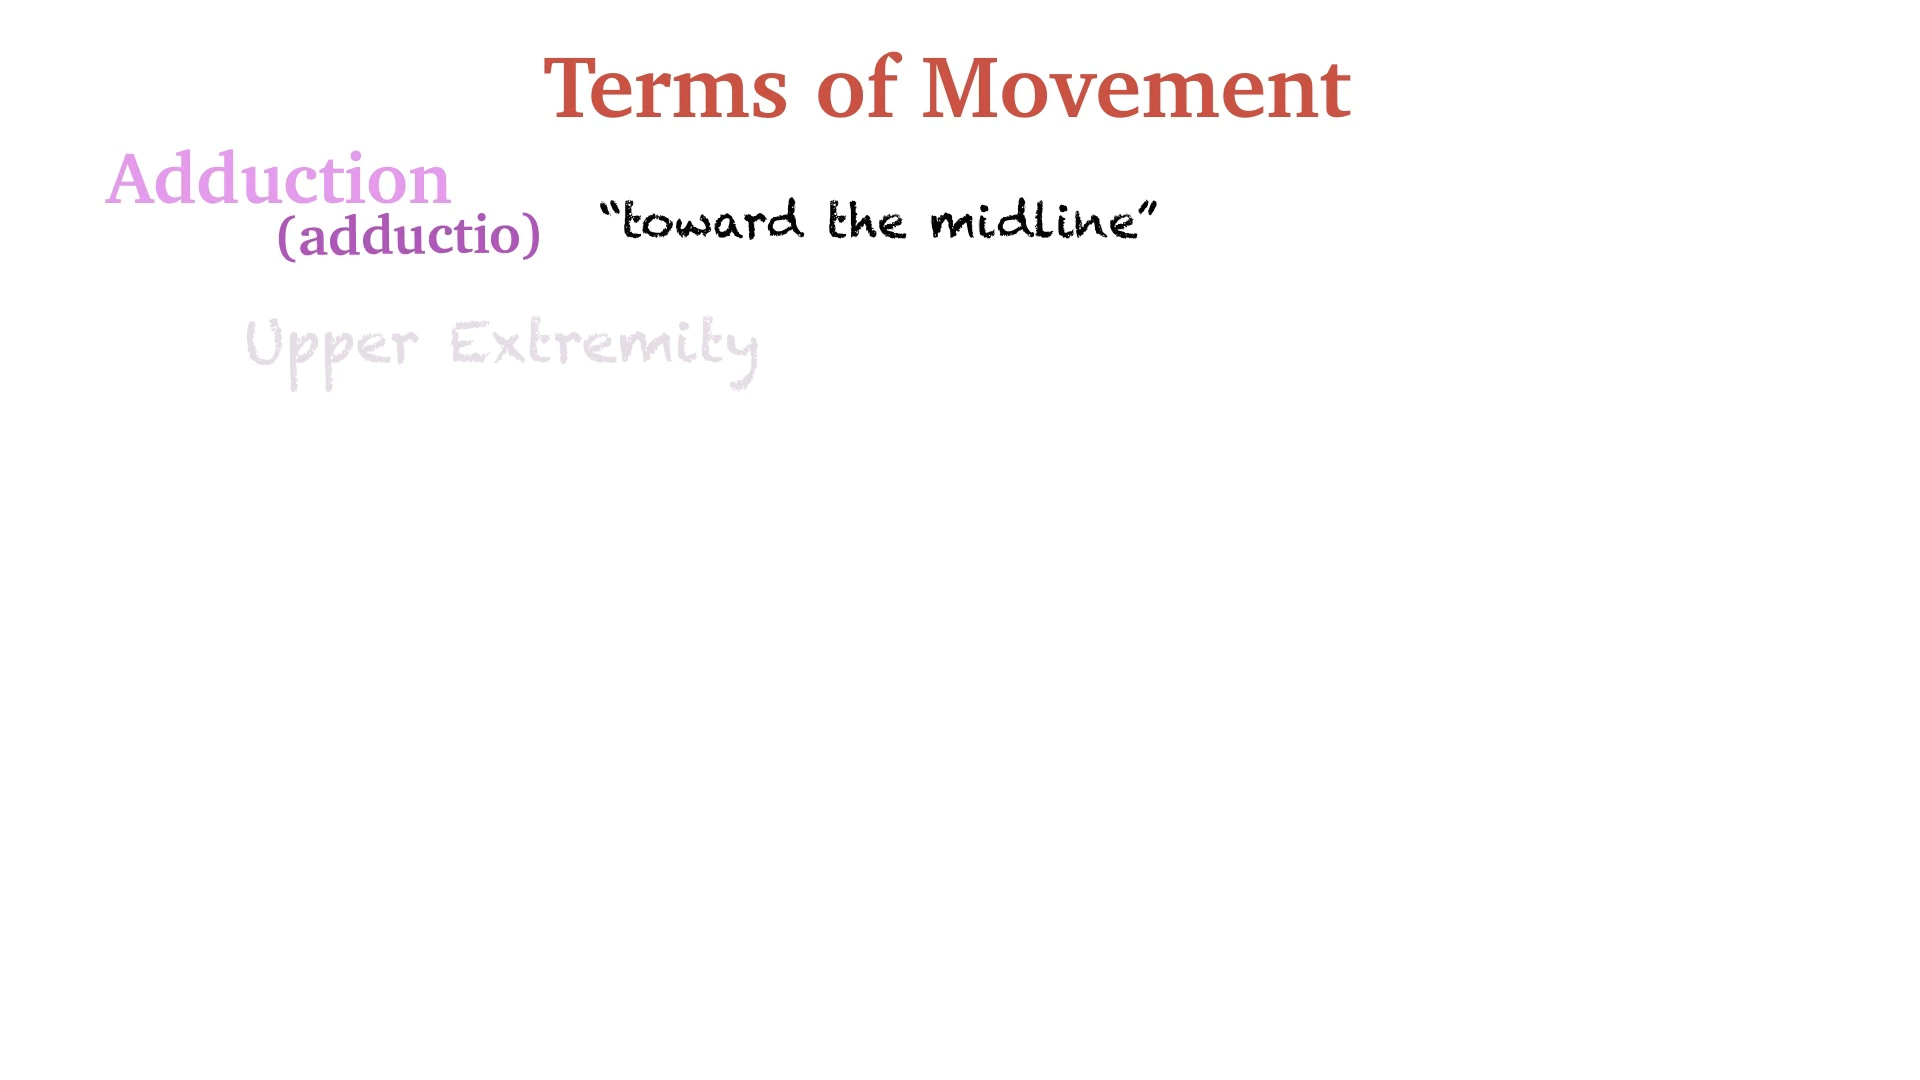 Terms of Movement
Adduction
(adductio)
“toward the midline”
Upper Extremity